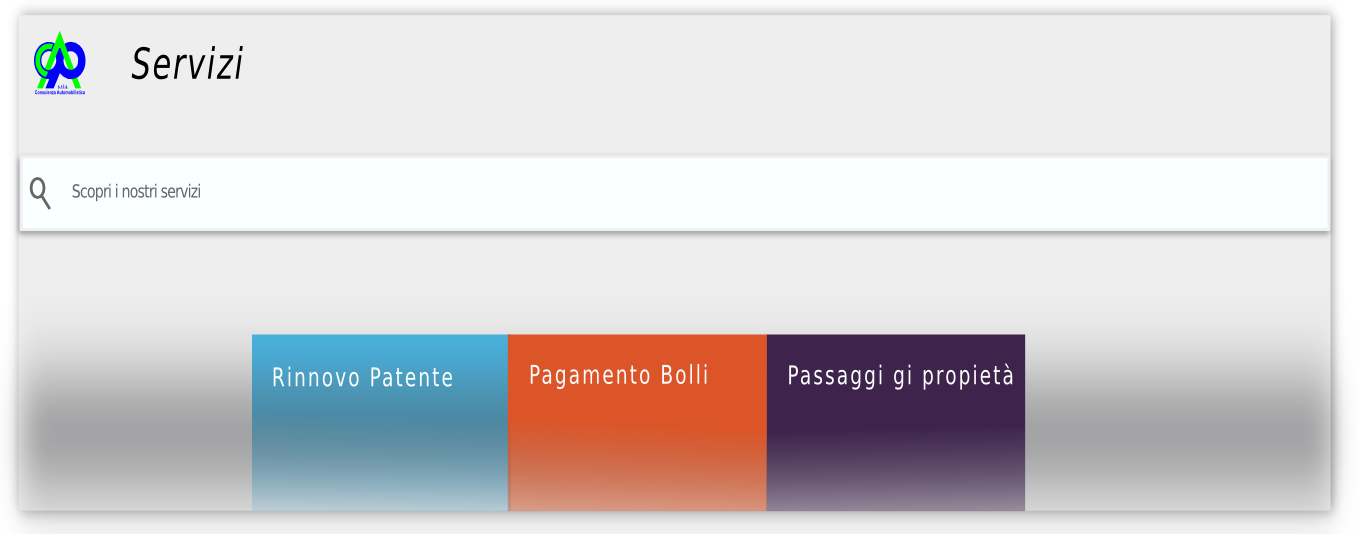 Servizi
s.r.l.s.
Consulenza Automobilistica
Scopri i nostri servizi
Rinnovo Patente
Pagamento Bolli
Passaggi gi propietà